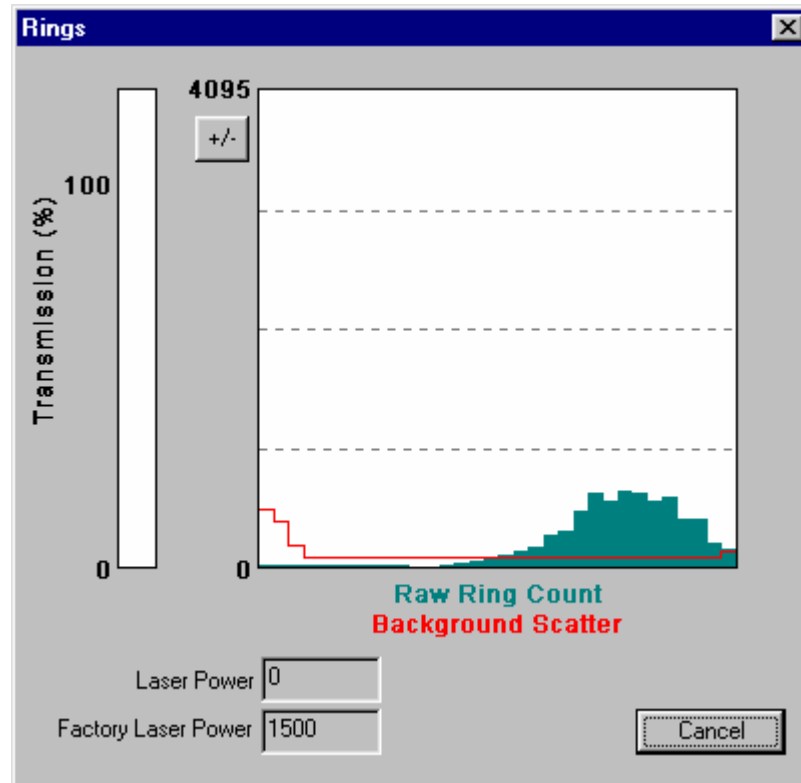 Rings
4095
+/-
100
Transmission (%)
0
0
Raw Ring Count
Background Scatter
Laser Power 0
Factory Laser Power 1500
Cancel